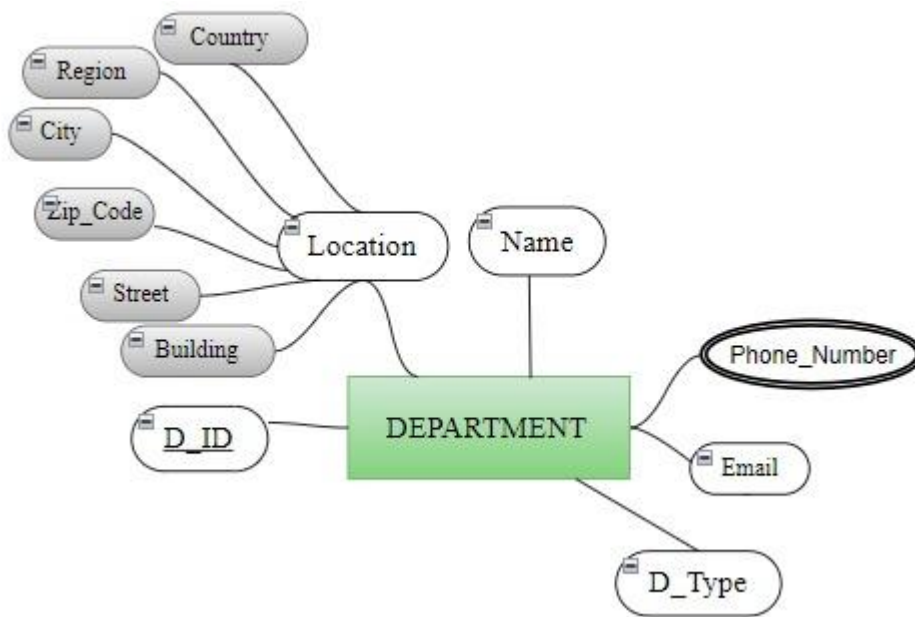 Country
Region
City
Zip_Code
Location
Name
Street
Building
Phone_Number
D_ID
DEPARTMENT
Email
D_Type